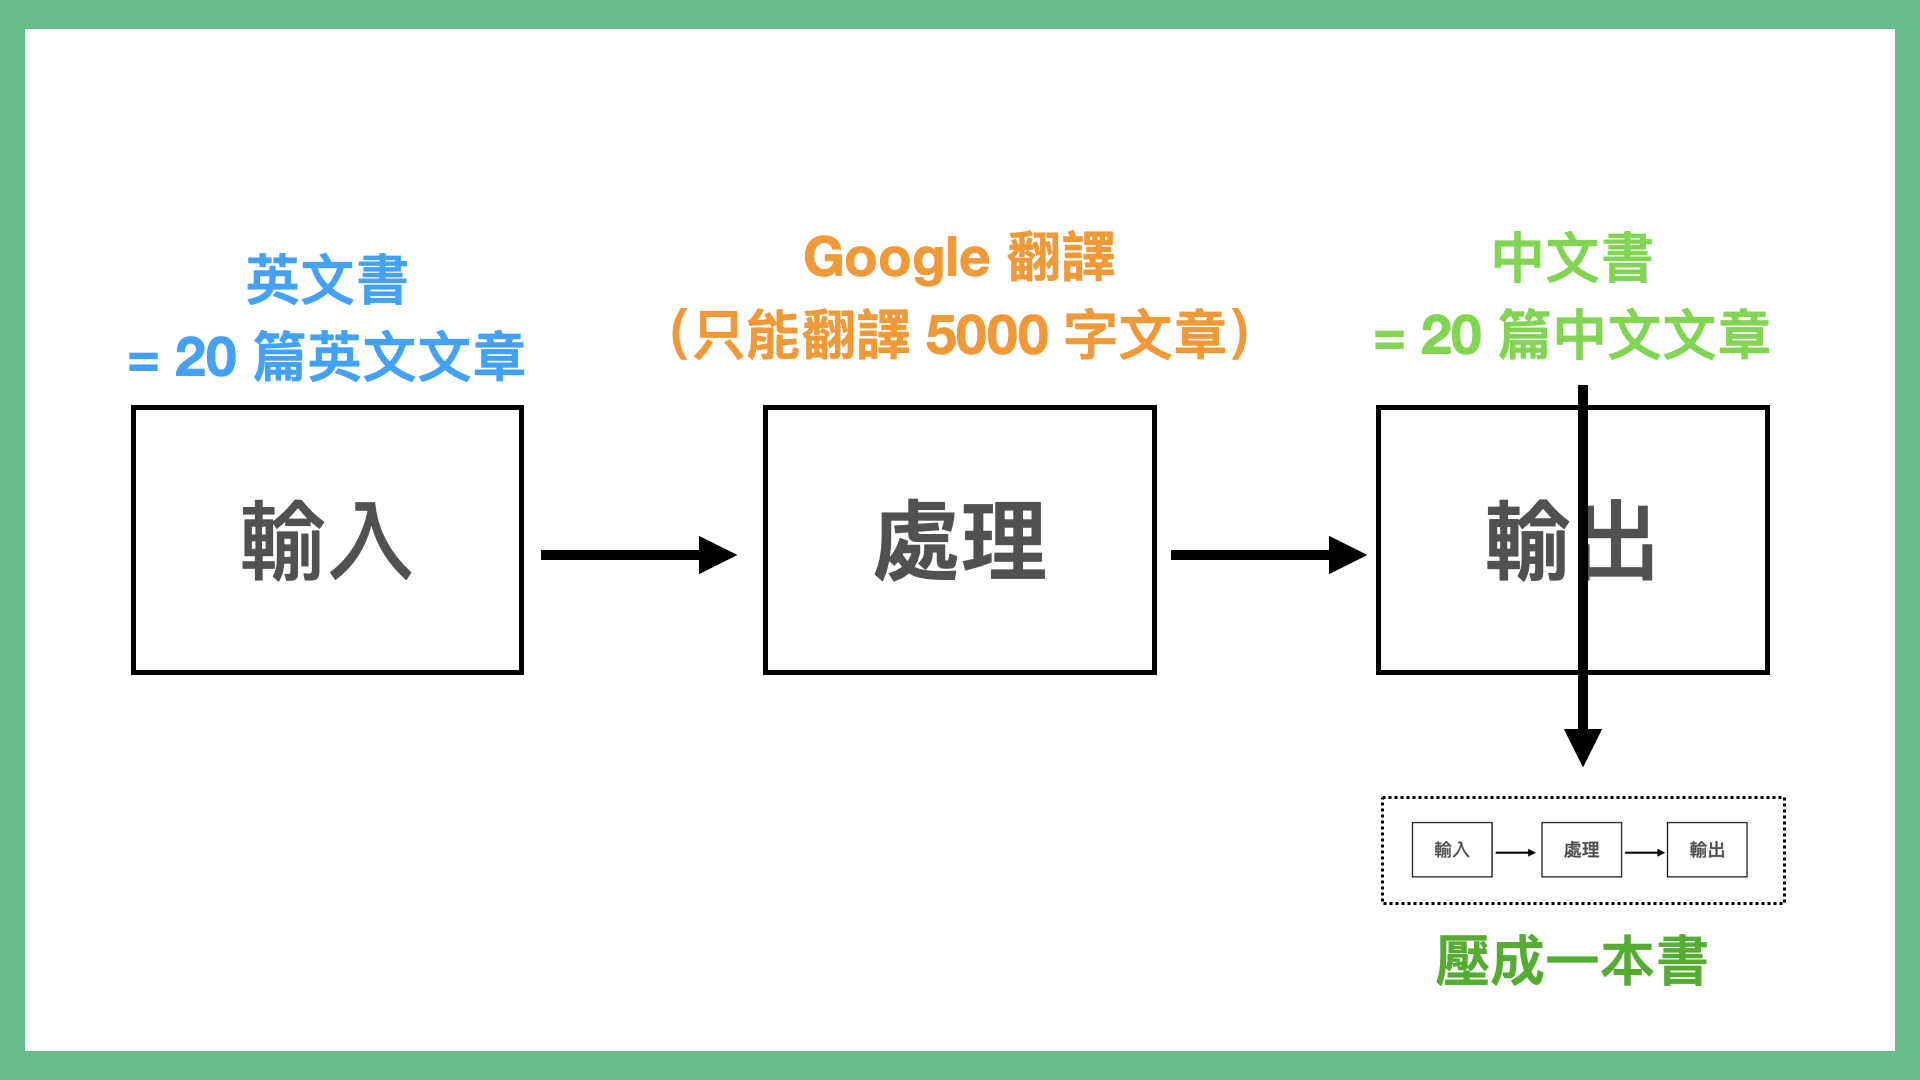 英文書
= 20 篇英文文章
Google 翻譯
（只能翻譯 5000 字文章）
中文書
= 20 篇中文文章
輸入
處理
輸出
輸入
處理
輸出
壓成一本書